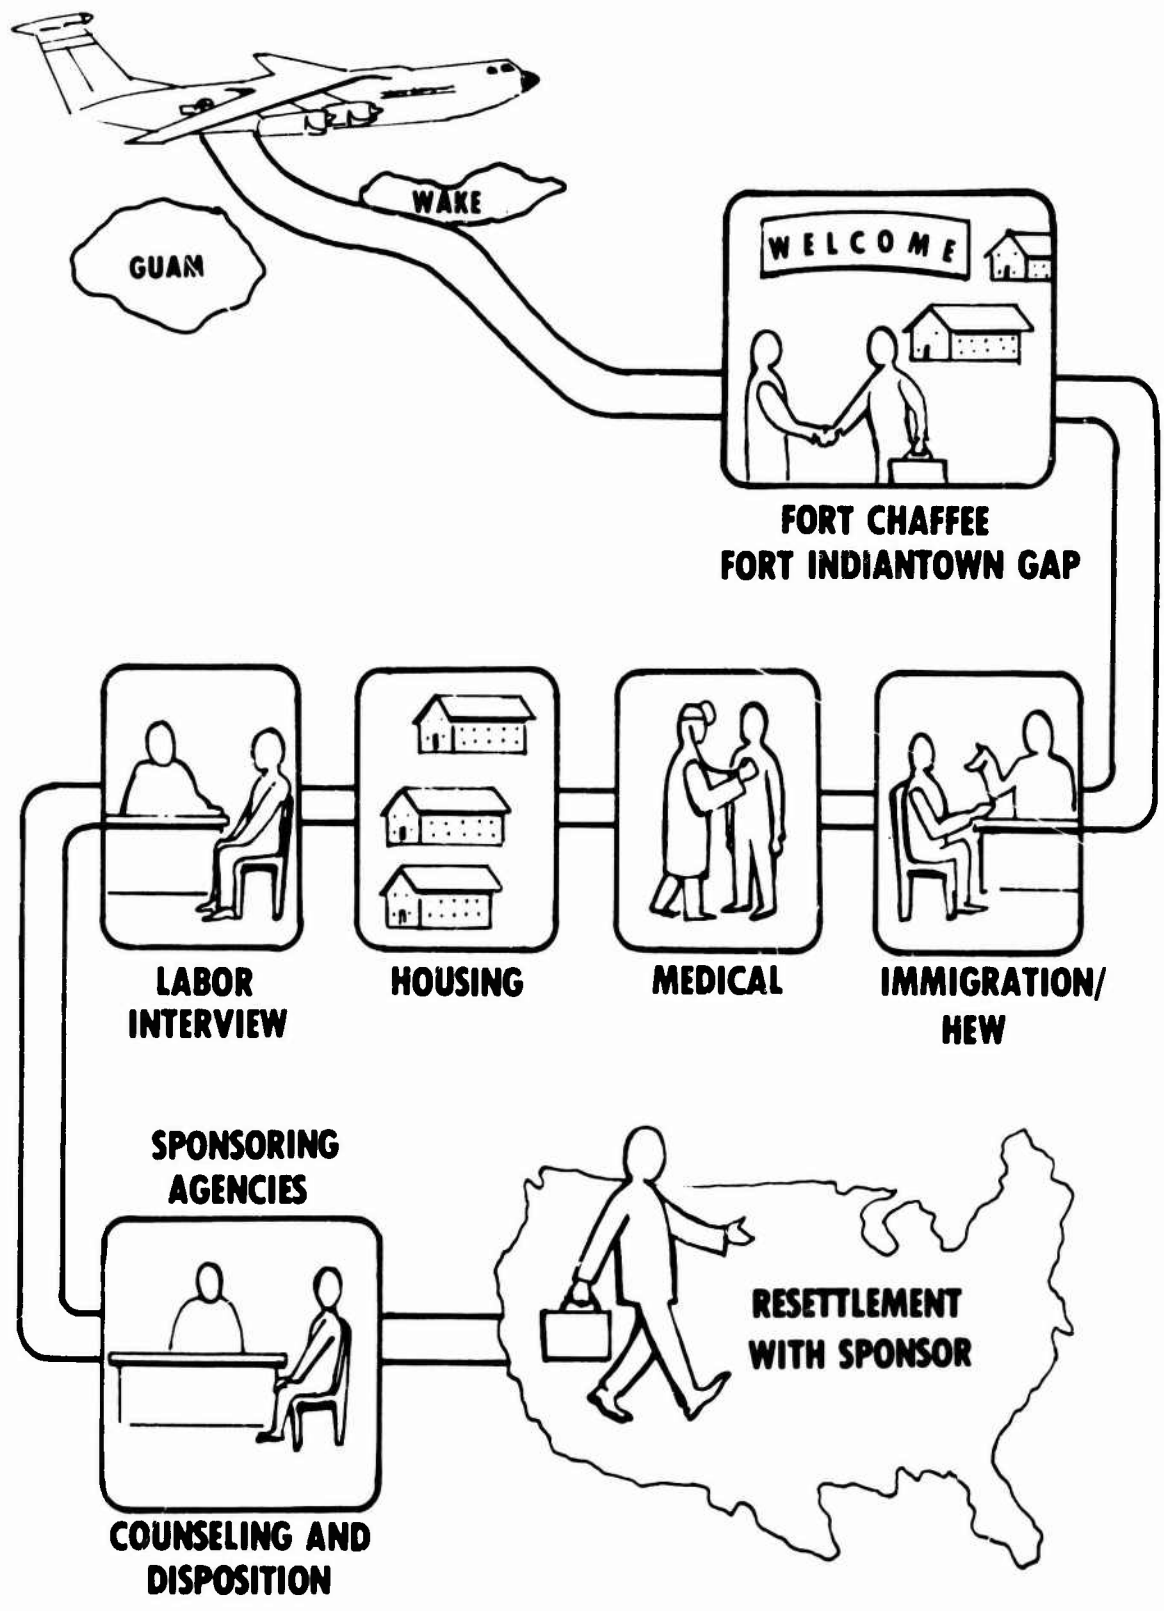 WAKE
GUAM
WELCOME
FORT CHAFFEE
FORT INDIANTOWN GAP
LABOR
INTERVIEW
HOUSING
MEDICAL
IMMIGRATION/
HEW
SPONSORING
AGENCIES
RESETTLEMENT
WITH SPONSOR
COUNSELING AND
DISPOSITION